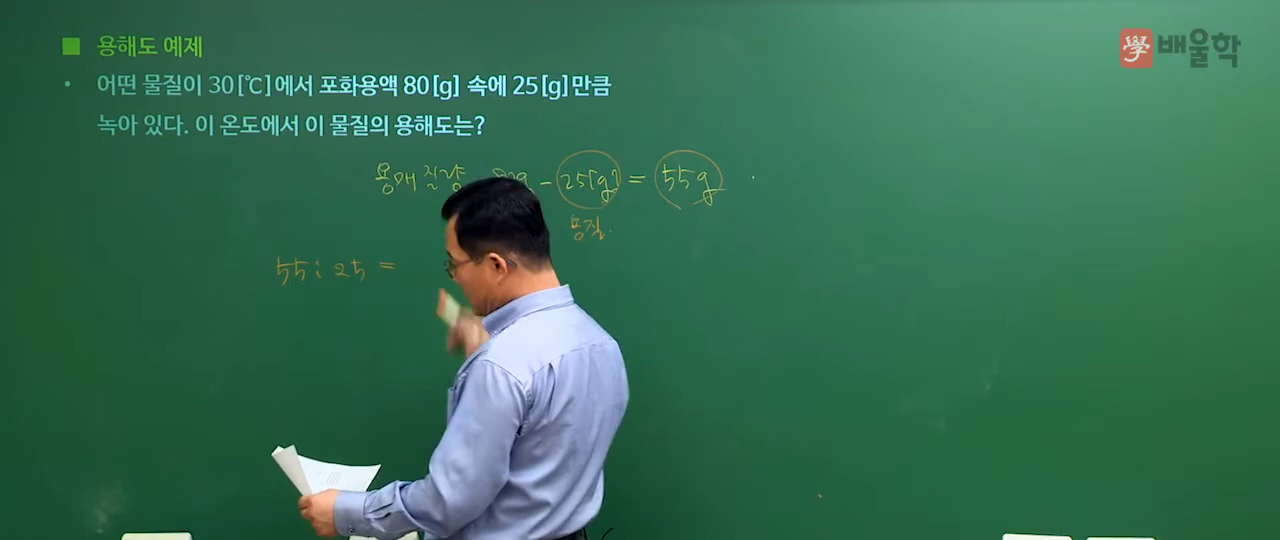 용해도 예제
學 배울학
• 어떤 물질이 30[℃]에서 포화용액 80[g] 속에 25[g]만큼
녹아 있다. 이 온도에서 이 물질의 용해도는?
용매 질량 - 25[g] = 55g
용질.
55 : 25 =